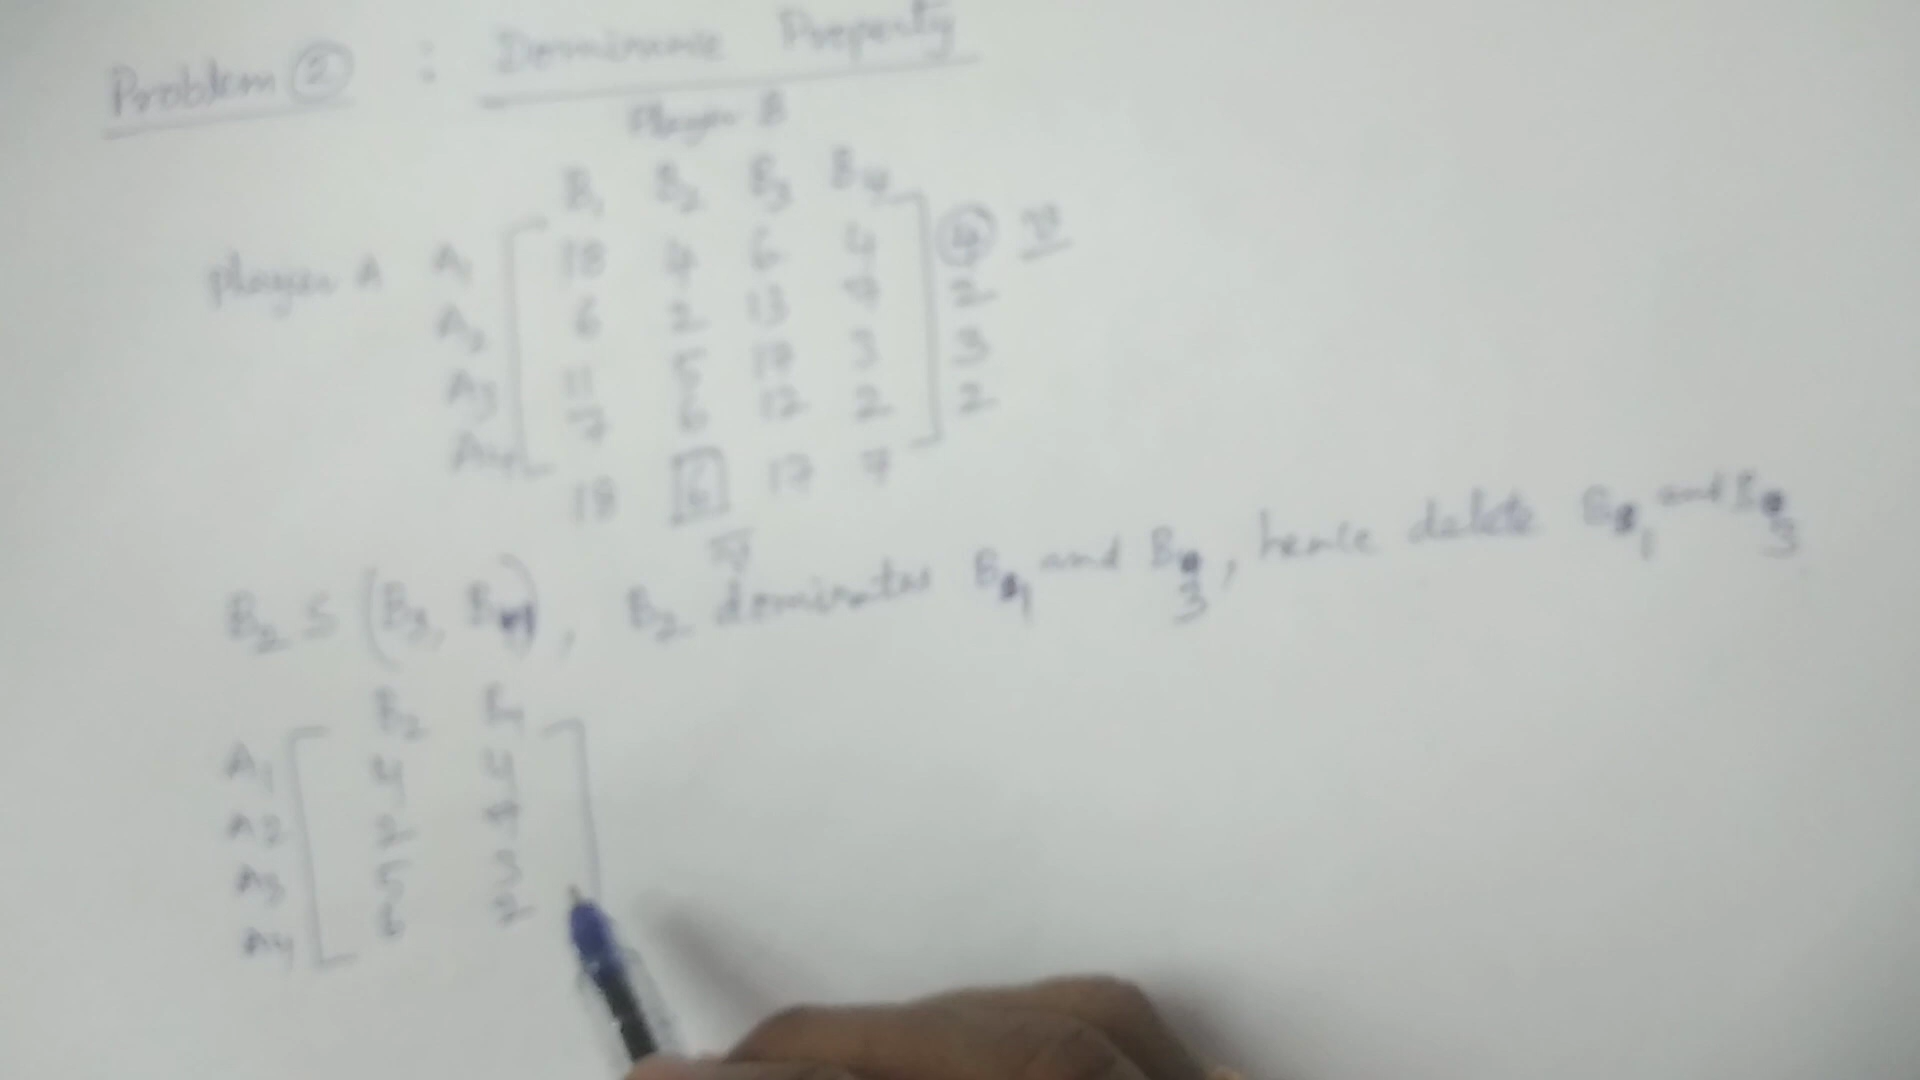 Problem ② : Dominance Property
Player B
B1 B2 B3 B4
Player A A1 18 4 6 4 ④ v
A2 6 2 13 7 2
A3 11 5 17 3 3
A4 7 6 12 2 2
18 6 17 7
B2 ≤ (B3, B1), B2 dominates B1 and B3, hence delete B1 and B3
B2 B4
A1 4 4
A2 2 7
A3 5 3
A4 6 2